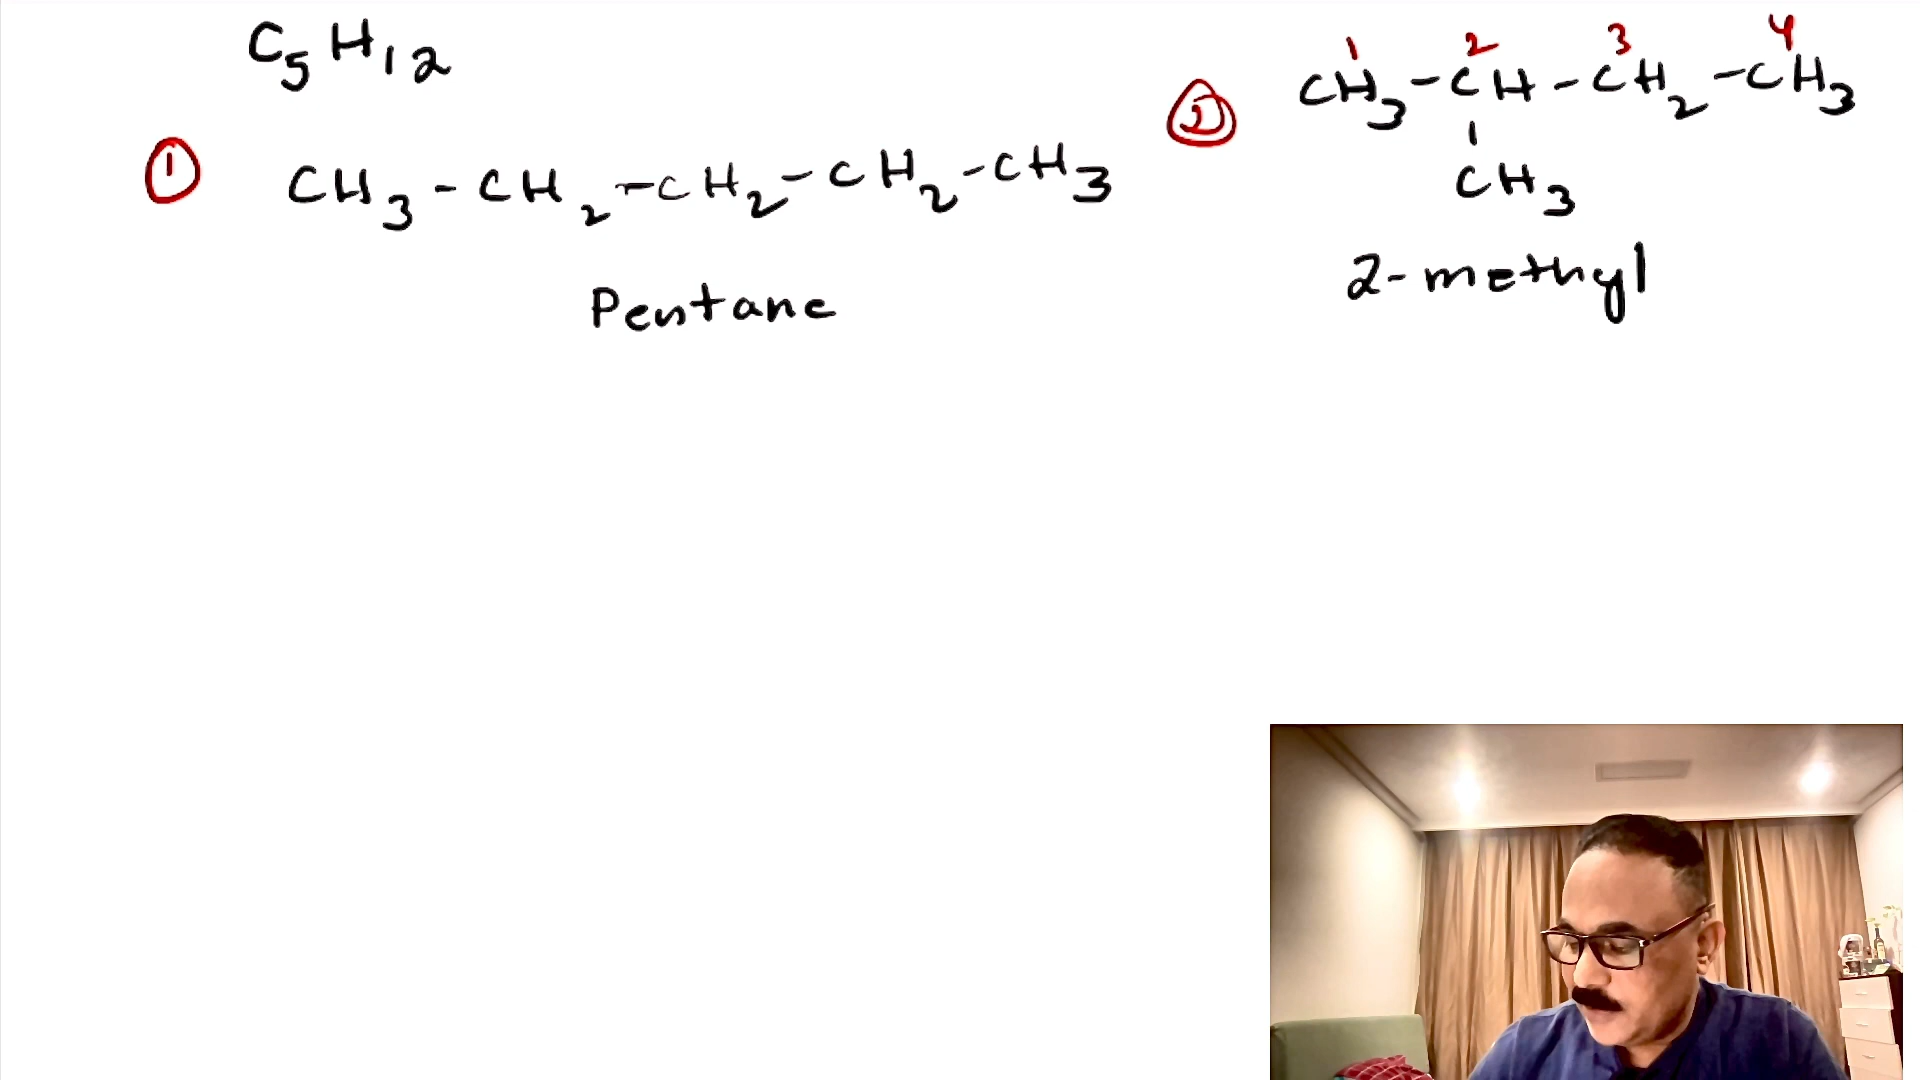 C5H12
① CH3-CH2-CH2-CH2-CH3
Pentane
② 1 2 3 4
CH3-CH-CH2-CH3
CH3
2-methyl